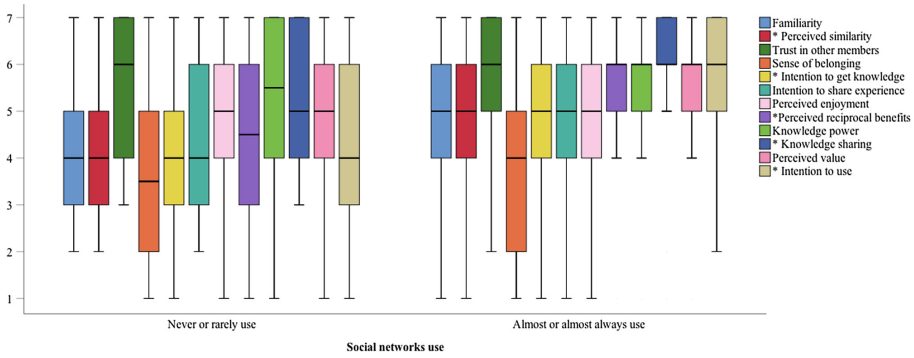 7
6
5
4
3
2
1
Never or rarely use
Almost or almost always use
Social networks use
Familiarity
* Perceived similarity
Trust in other members
Sense of belonging
* Intention to get knowledge
Intention to share experience
Perceived enjoyment
*Perceived reciprocal benefits
Knowledge power
* Knowledge sharing
Perceived value
* Intention to use